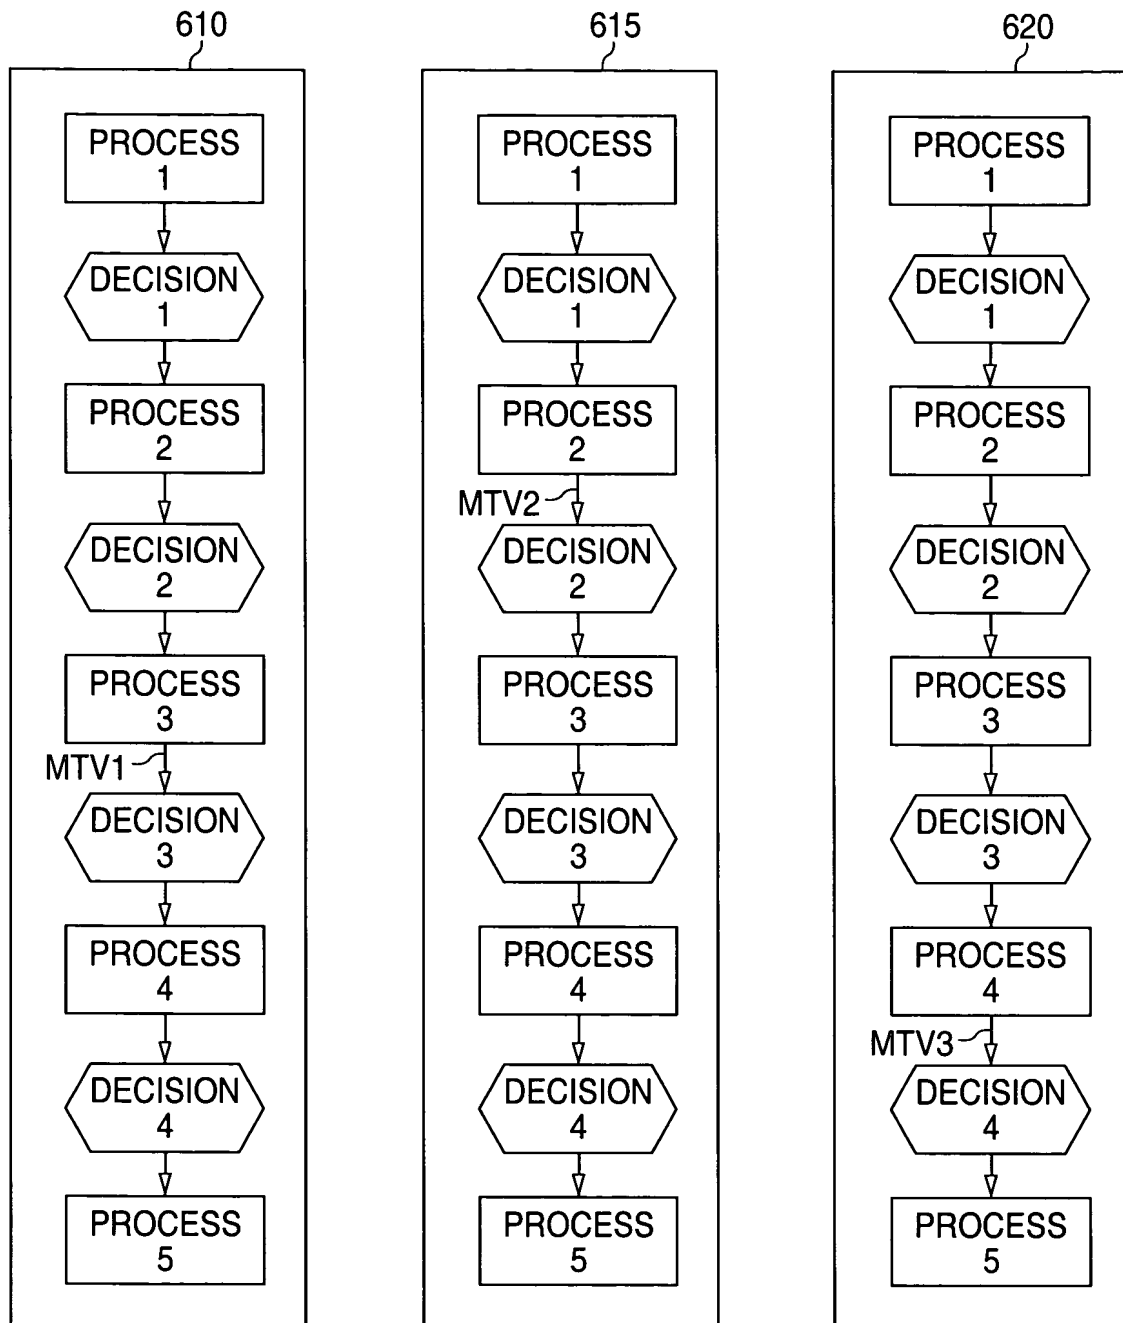 610
PROCESS
1
DECISION
1
PROCESS
2
DECISION
2
PROCESS
3
MTV1
DECISION
3
PROCESS
4
DECISION
4
PROCESS
5
615
PROCESS
1
DECISION
1
PROCESS
2
MTV2
DECISION
2
PROCESS
3
DECISION
3
PROCESS
4
DECISION
4
PROCESS
5
620
PROCESS
1
DECISION
1
PROCESS
2
DECISION
2
PROCESS
3
DECISION
3
PROCESS
4
MTV3
DECISION
4
PROCESS
5